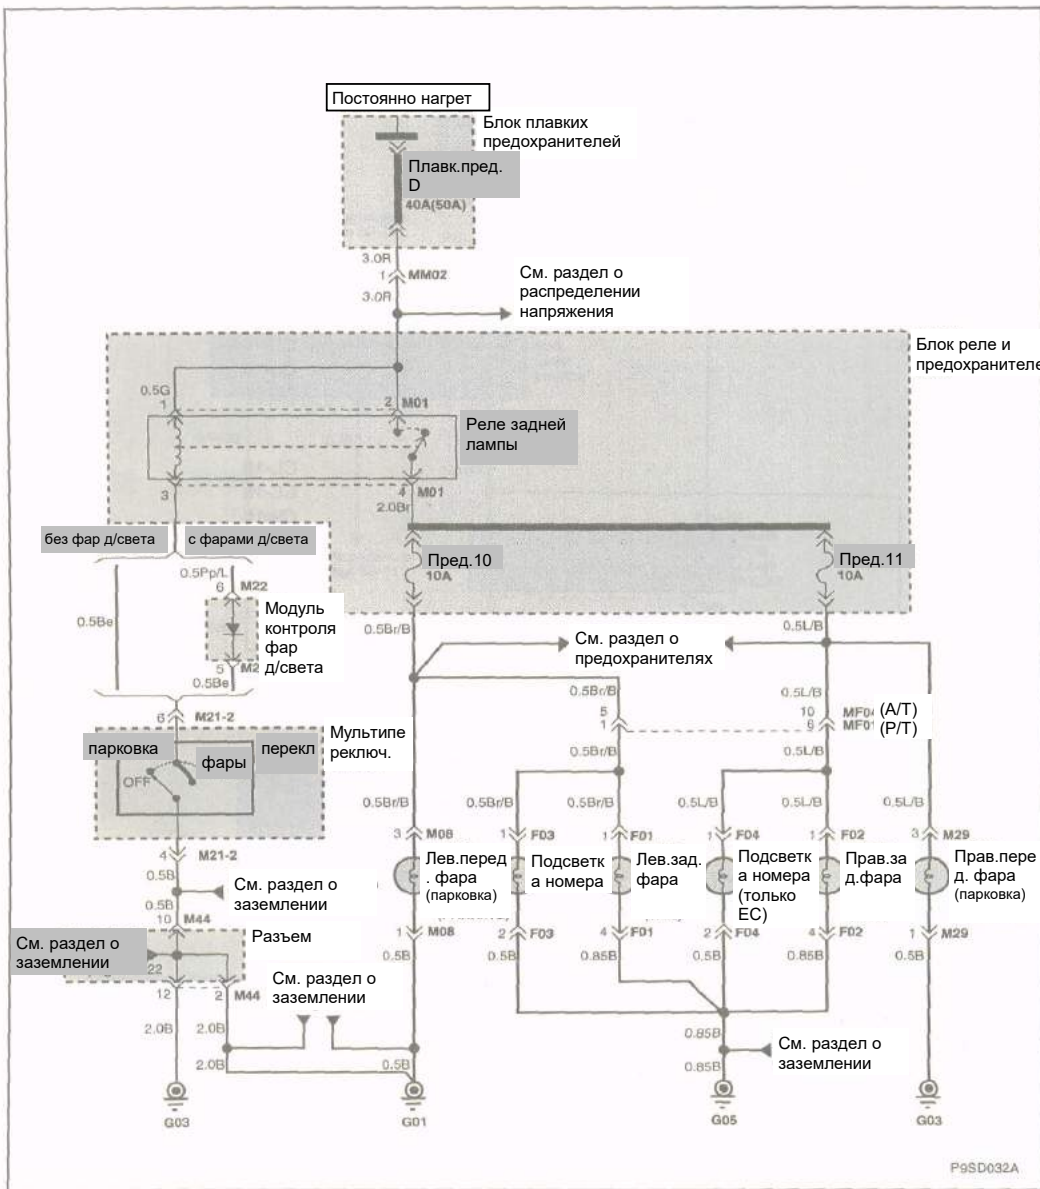 Постоянно нагрет
Блок плавких
предохранителей
Плавк.пред.
D
40A(50A)
3.0R
1 MM02
3.0R
См. раздел о
распределении
напряжения
Блок реле и
предохранителе
0.5G
1
2 M01
Реле задней
лампы
3
4 M01
2.0Br
без фар д/света
с фарами д/света
Пред.10
10A
Пред.11
10A
0.5Pp/L
6 M22
0.5Be
Модуль
контроля
фар
д/света
5 M2
0.5Be
0.5Br/B
См. раздел о
предохранителях
0.5L/B
0.5Br/B
0.5L/B
5
1
10 MF04 (A/T)
6 MF01 (P/T)
0.5Br/B
0.5L/B
6 M21-2
Мультипе
реключ.
парковка
фары
перекл
OFF
0.5Br/B
0.5Br/B
0.5Br/B
0.5L/B
0.5L/B
0.5L/B
3 M08
1 F03
1 F01
1 F04
1 F02
3 M29
4 M21-2
0.5B
Лев.перед
. фара
(парковка)
Подсветк
а номера
Лев.зад.
фара
Подсветк
а номера
(только
ЕС)
Прав.за
д.фара
Прав.пере
д. фара
(парковка)
См. раздел о
заземлении
0.5B
10 M44
Разъем
1 M08
2 F03
4 F01
2 F04
4 F02
1 M29
0.5B
0.5B
0.85B
0.5B
0.85B
0.5B
См. раздел о
заземлении
22
12
2 M44
См. раздел о
заземлении
2.0B
2.0B
2.0B
0.5B
0.85B
0.85B
См. раздел о
заземлении
G03
G01
G05
G03
P9SD032A